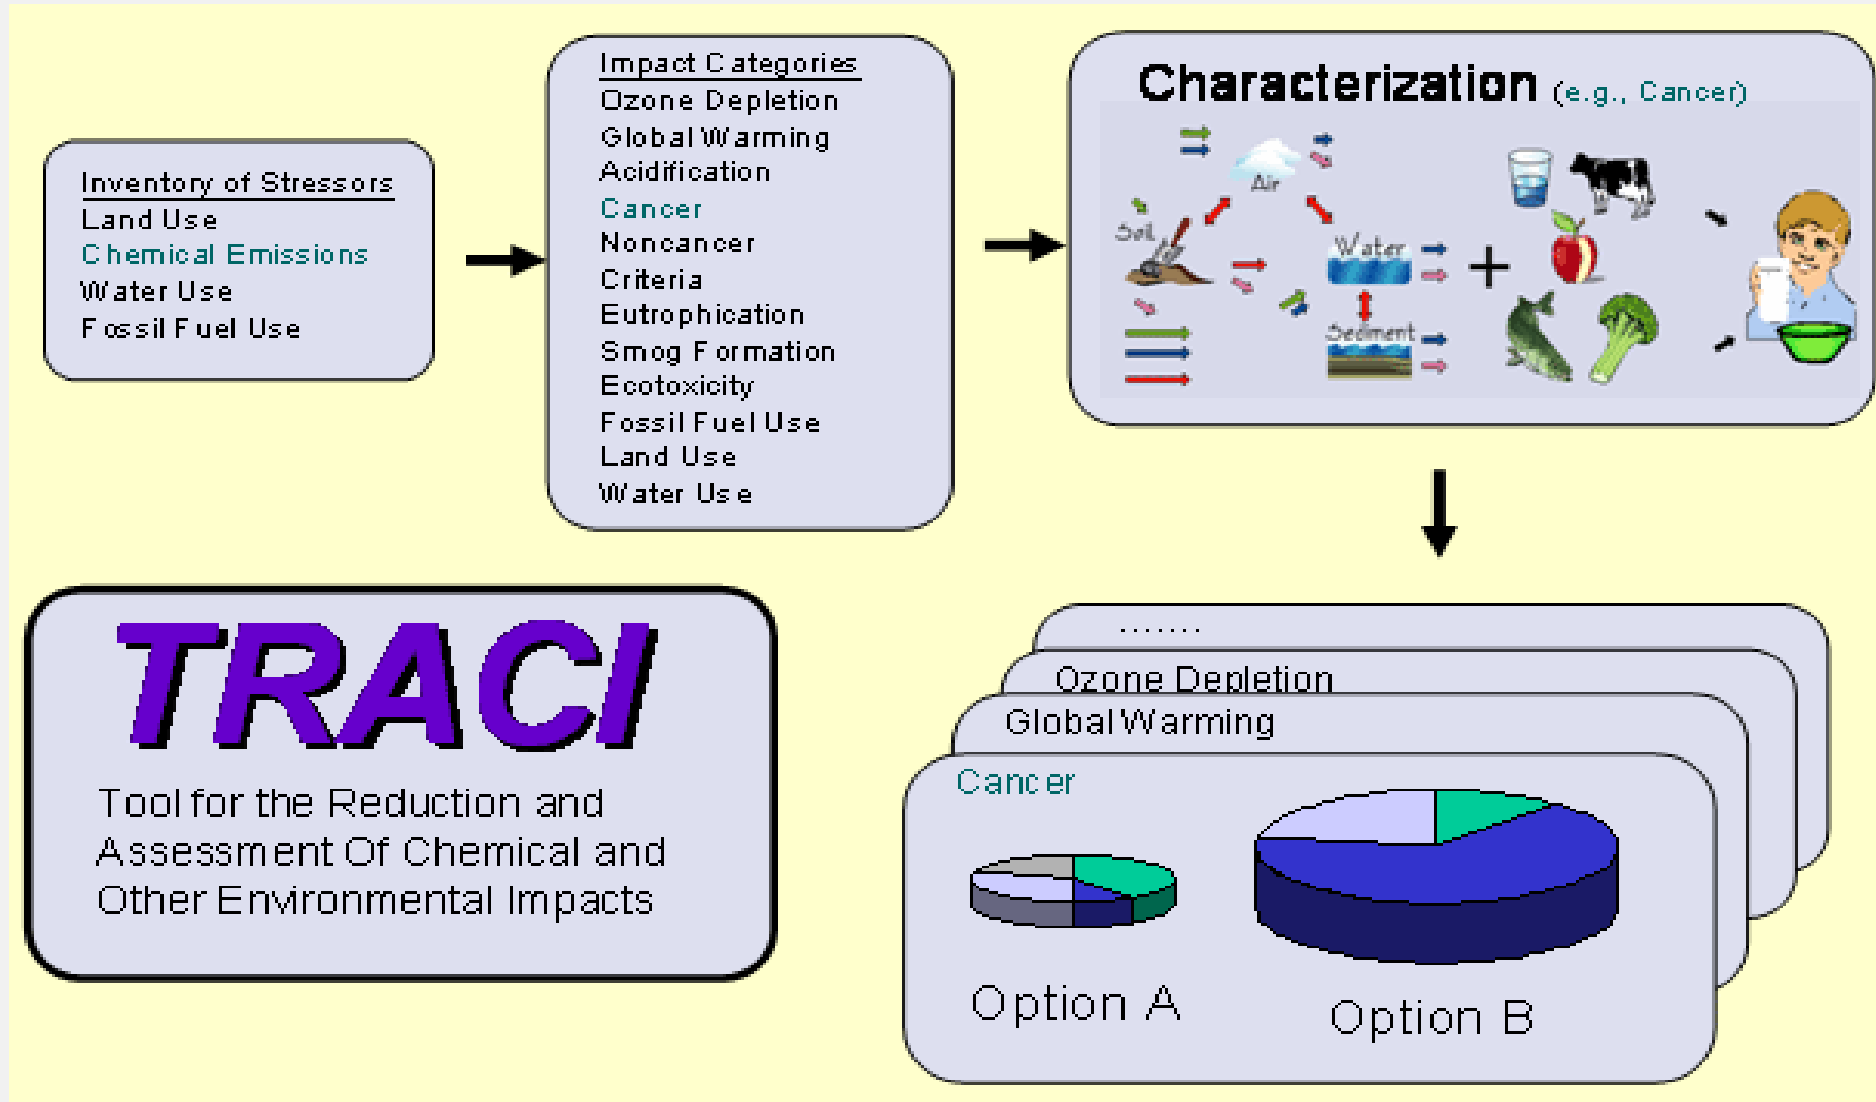 Inventory of Stressors
Land Use
Chemical Emissions
Water Use
Fossil Fuel Use
Impact Categories
Ozone Depletion
Global Warming
Acidification
Cancer
Noncancer
Criteria
Eutrophication
Smog Formation
Ecotoxicity
Fossil Fuel Use
Land Use
Water Use
Characterization (e.g., Cancer)
Air
Soil
Water
+
Sediment
TRACI
Tool for the Reduction and
Assessment Of Chemical and
Other Environmental Impacts
.......
Ozone Depletion
Global Warming
Cancer
Option A
Option B